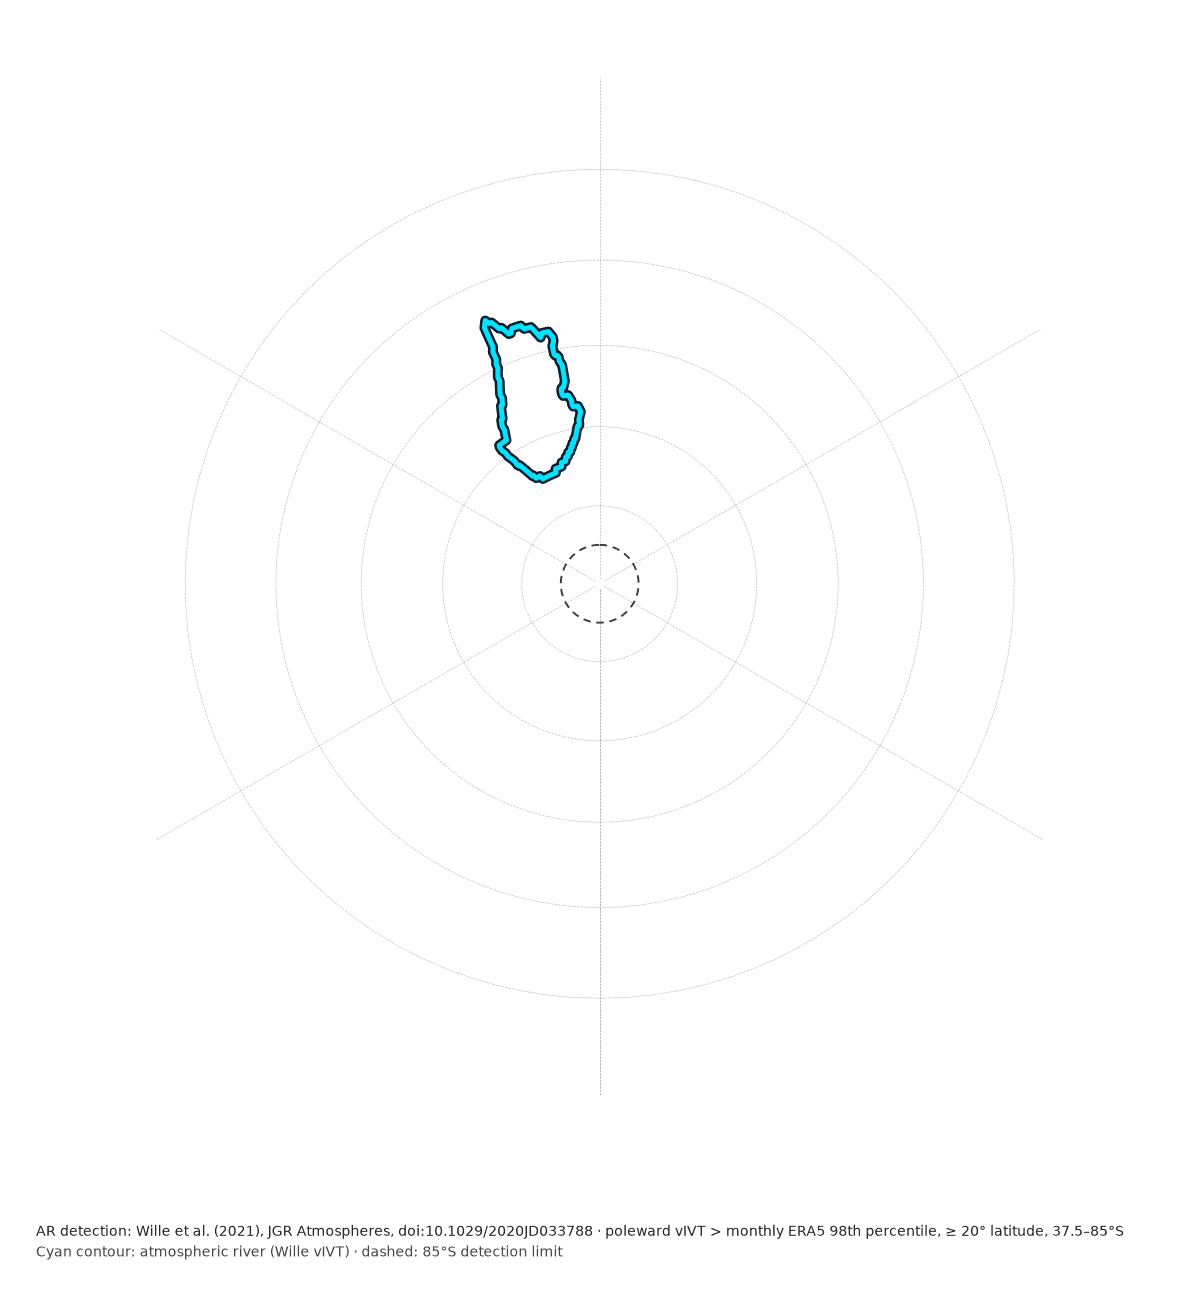 AR detection: Wille et al. (2021), JGR Atmospheres, doi:10.1029/2020JD033788 · poleward vIVT > monthly ERA5 98th percentile, ≥ 20° latitude, 37.5–85°S
Cyan contour: atmospheric river (Wille vIVT) · dashed: 85°S detection limit